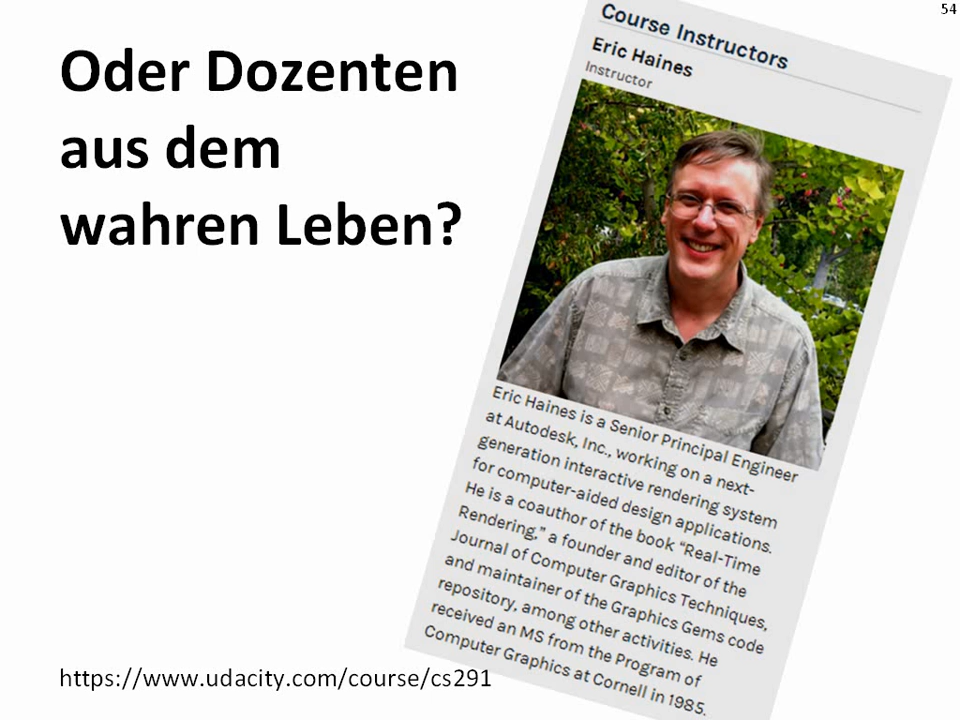 54
Oder Dozenten
aus dem
wahren Leben?
Course Instructors
Eric Haines
Instructor
Eric Haines is a Senior Principal Engineer
at Autodesk, Inc., working on a next-
generation interactive rendering system
for computer-aided design applications.
He is a coauthor of the book “Real-Time
Rendering,” a founder and editor of the
Journal of Computer Graphics Techniques,
and maintainer of the Graphics Gems code
repository, among other activities. He
received an MS from the Program of
Computer Graphics at Cornell in 1985.
https://www.udacity.com/course/cs291